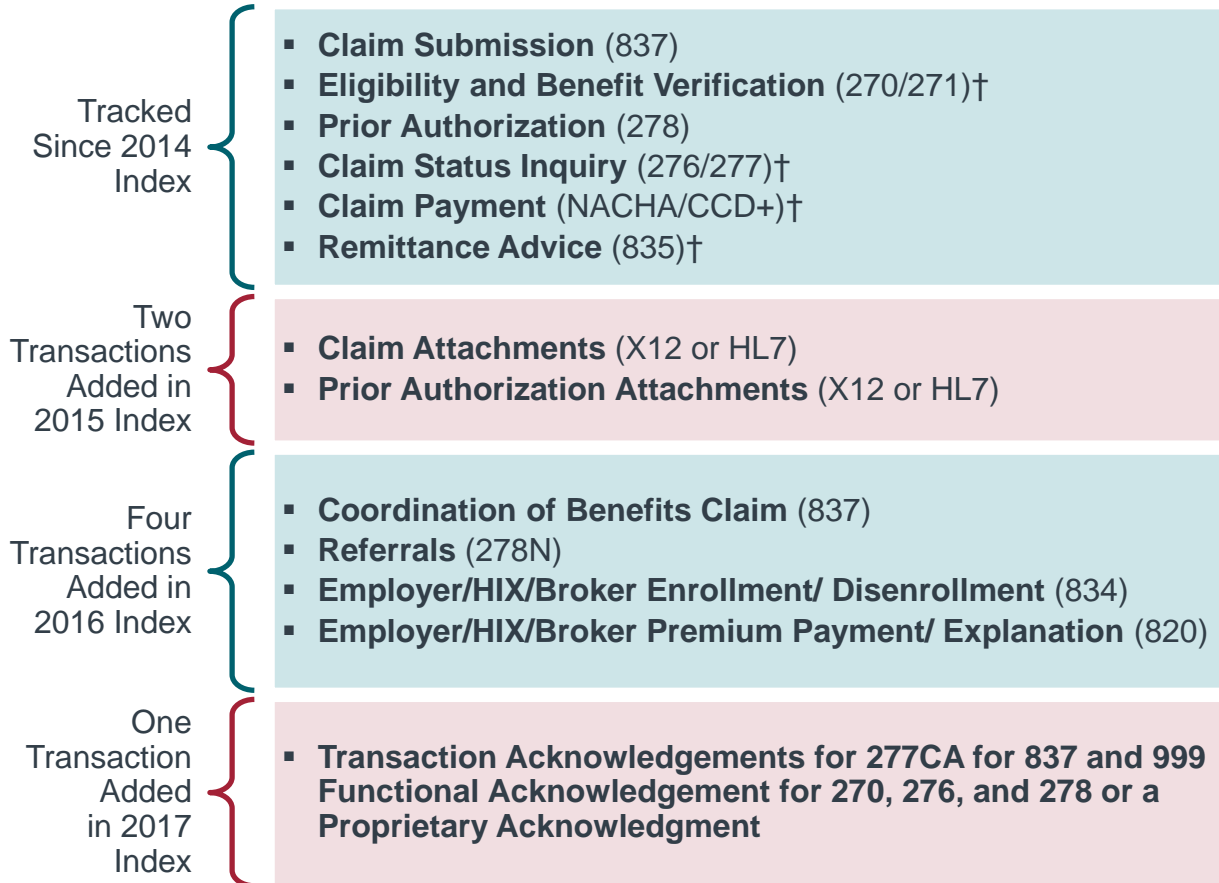 Tracked
Since 2014
Index
▪ Claim Submission (837)
▪ Eligibility and Benefit Verification (270/271)†
▪ Prior Authorization (278)
▪ Claim Status Inquiry (276/277)†
▪ Claim Payment (NACHA/CCD+)†
▪ Remittance Advice (835)†
Two
Transactions
Added in
2015 Index
▪ Claim Attachments (X12 or HL7)
▪ Prior Authorization Attachments (X12 or HL7)
Four
Transactions
Added in
2016 Index
▪ Coordination of Benefits Claim (837)
▪ Referrals (278N)
▪ Employer/HIX/Broker Enrollment/ Disenrollment (834)
▪ Employer/HIX/Broker Premium Payment/ Explanation (820)
One
Transaction
Added
in 2017
Index
▪ Transaction Acknowledgements for 277CA for 837 and 999
Functional Acknowledgement for 270, 276, and 278 or a
Proprietary Acknowledgment